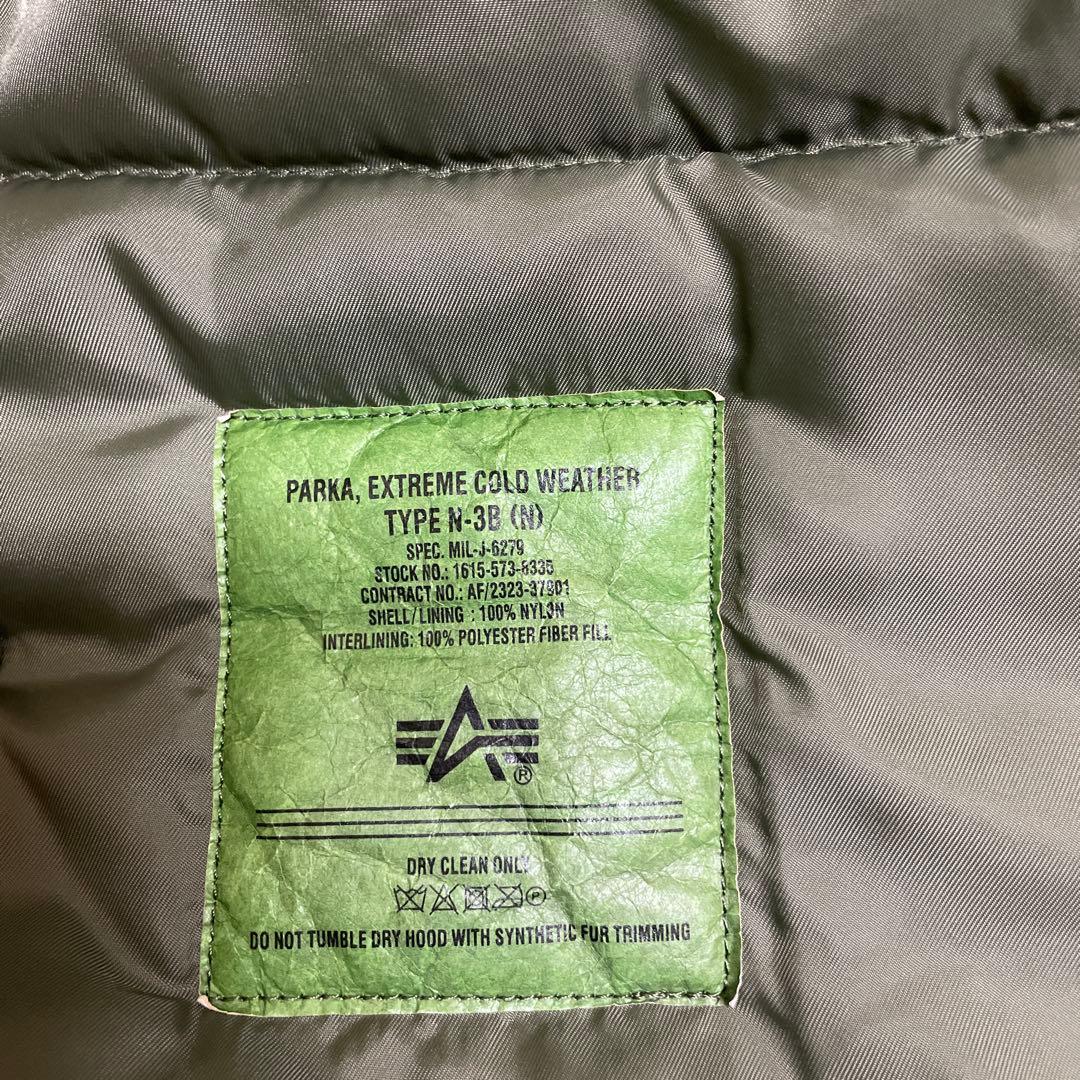 PARKA, EXTREME COLD WEATHER
TYPE N-3B (N)
SPEC. MIL-J-6279
STOCK NO.: 1615-573-8335
CONTRACT NO.: AF/2323-37901
SHELL/LINING : 100% NYLON
INTERLINING: 100% POLYESTER FIBER FILL
®
DRY CLEAN ONLY
P
DO NOT TUMBLE DRY HOOD WITH SYNTHETIC FUR TRIMMING